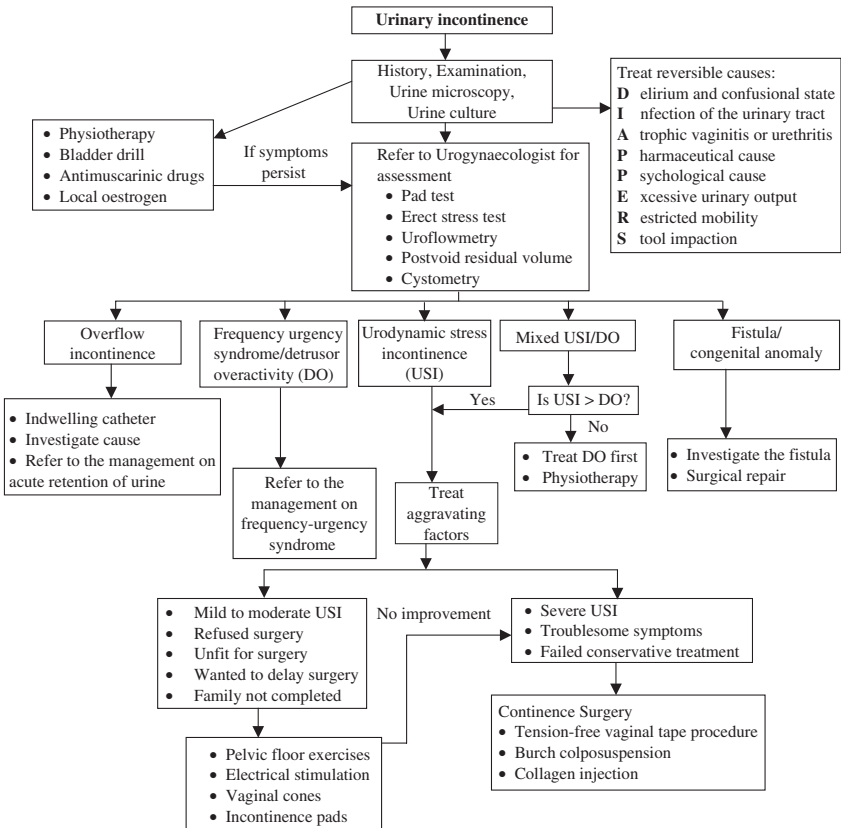 Urinary incontinence
History, Examination,
Urine microscopy,
Urine culture
Treat reversible causes:
D elirium and confusional state
I nfection of the urinary tract
A trophic vaginitis or urethritis
P harmaceutical cause
P sychological cause
E xcessive urinary output
R estricted mobility
S tool impaction
• Physiotherapy
• Bladder drill
• Antimuscarinic drugs
• Local oestrogen
If symptoms
persist
Refer to Urogynaecologist for
assessment
• Pad test
• Erect stress test
• Uroflowmetry
• Postvoid residual volume
• Cystometry
Overflow
incontinence
Frequency urgency
syndrome/detrusor
overactivity (DO)
Urodynamic stress
incontinence
(USI)
Mixed USI/DO
Fistula/
congenital anomaly
Yes
Is USI > DO?
No
• Indwelling catheter
• Investigate cause
• Refer to the management on
acute retention of urine
• Treat DO first
• Physiotherapy
• Investigate the fistula
• Surgical repair
Refer to the
management on
frequency-urgency
syndrome
Treat
aggravating
factors
• Mild to moderate USI
• Refused surgery
• Unfit for surgery
• Wanted to delay surgery
• Family not completed
No improvement
• Severe USI
• Troublesome symptoms
• Failed conservative treatment
• Pelvic floor exercises
• Electrical stimulation
• Vaginal cones
• Incontinence pads
Continence Surgery
• Tension-free vaginal tape procedure
• Burch colposuspension
• Collagen injection